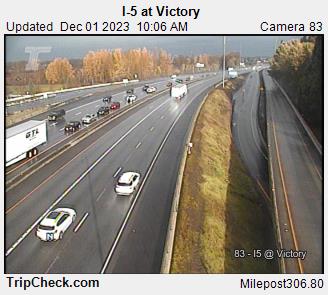 I-5 at Victory
Updated Dec 01 2023 10:06 AM Camera 83
GTL
83 - I5 @ Victory
TripCheck.com Milepost306.80